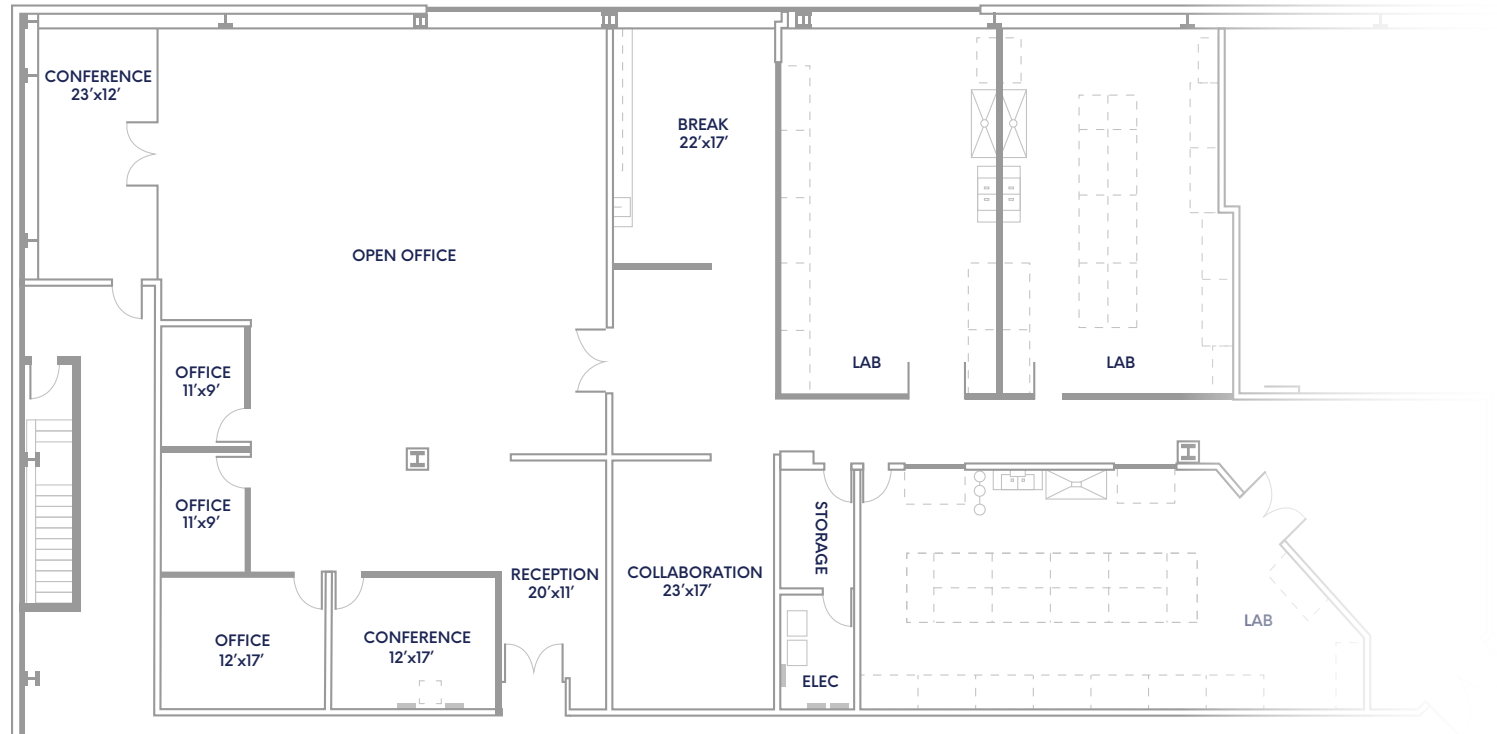 CONFERENCE
23’x12’
BREAK
22’x17’
OPEN OFFICE
LAB
LAB
OFFICE
11’x9’
OFFICE
11’x9’
STORAGE
RECEPTION
20’x11’
COLLABORATION
23’x17’
OFFICE
12’x17’
CONFERENCE
12’x17’
LAB
ELEC